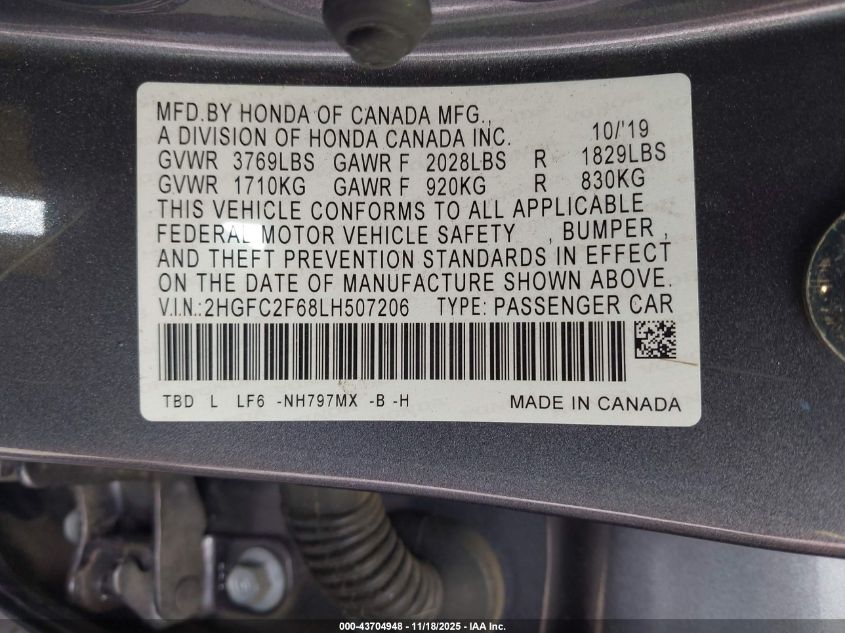 MFD.BY HONDA OF CANADA MFG.,
A DIVISION OF HONDA CANADA INC. 10/'19
GVWR 3769LBS GAWR F 2028LBS R 1829LBS
GVWR 1710KG GAWR F 920KG R 830KG
THIS VEHICLE CONFORMS TO ALL APPLICABLE
FEDERAL MOTOR VEHICLE SAFETY , BUMPER ,
AND THEFT PREVENTION STANDARDS IN EFFECT
ON THE DATE OF MANUFACTURE SHOWN ABOVE.
V.I.N.:2HGFC2F68LH507206 TYPE: PASSENGER CAR
TBD L LF6 -NH797MX -B -H MADE IN CANADA
000-43704948 - 11/18/2025 - IAA Inc.